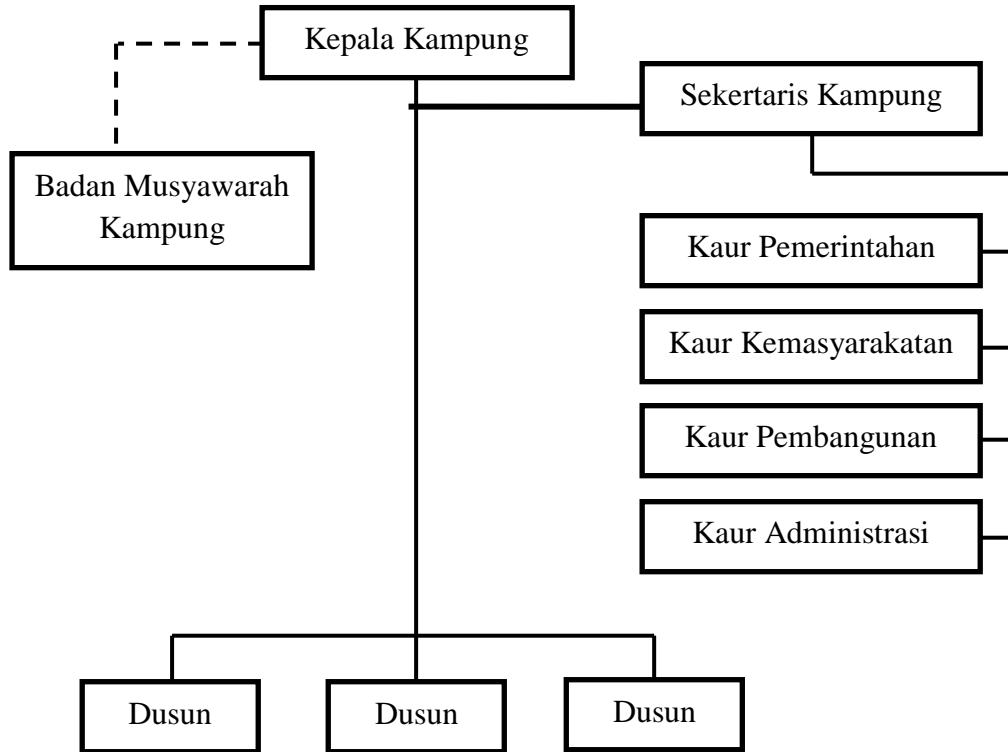 Kepala Kampung
Sekertaris Kampung
Badan Musyawarah
Kampung
Kaur Pemerintahan
Kaur Kemasyarakatan
Kaur Pembangunan
Kaur Administrasi
Dusun
Dusun
Dusun